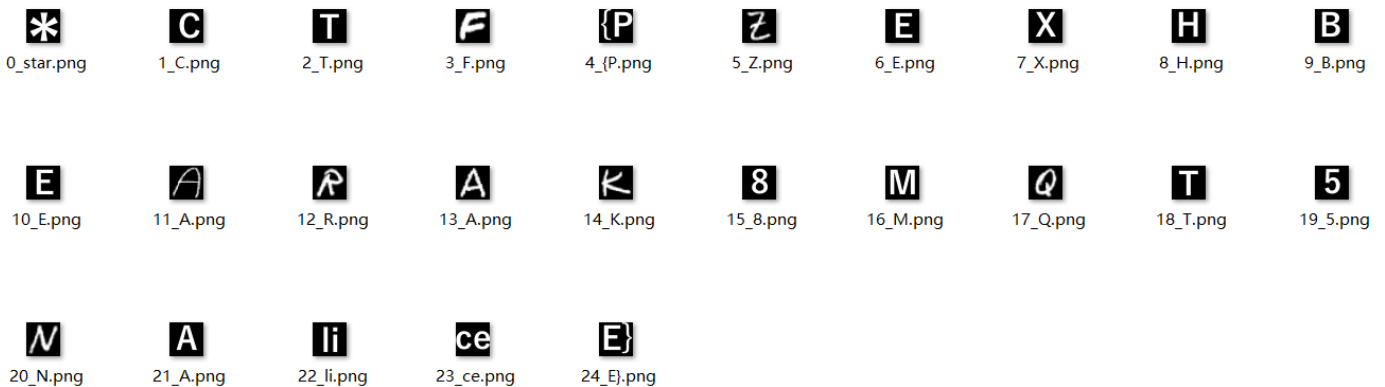 * C T F {P Z E X H B
0_star.png 1_C.png 2_T.png 3_F.png 4_{P.png 5_Z.png 6_E.png 7_X.png 8_H.png 9_B.png
E A R A K 8 M Q T 5
10_E.png 11_A.png 12_R.png 13_A.png 14_K.png 15_8.png 16_M.png 17_Q.png 18_T.png 19_5.png
N A li ce E}
20_N.png 21_A.png 22_li.png 23_ce.png 24_E}.png